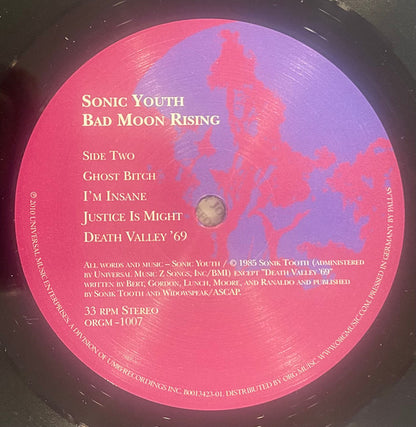 SONIC YOUTH
BAD MOON RISING
SIDE TWO
GHOST BITCH
I'M INSANE
JUSTICE IS MIGHT
DEATH VALLEY '69
ALL WORDS AND MUSIC – SONIC YOUTH / © 1985 SONIK TOOTH (ADMINISTERED
BY UNIVERSAL MUSIC Z SONGS, INC/BMI) EXCEPT "DEATH VALLEY '69"
WRITTEN BY BERT, GORDON, LUNCH, MOORE, AND RANALDO AND PUBLISHED
BY SONIK TOOTH AND WIDOWSPEAK/ASCAP.
33 RPM STEREO
ORGM -1007
℗ 2010 UNIVERSAL MUSIC ENTERPRISES, A DIVISION OF UMG RECORDINGS INC. B0013423-01. DISTRIBUTED BY ORG MUISC. WWW.ORGMUSIC.COM. PRESSED IN GERMANY BY PALLAS